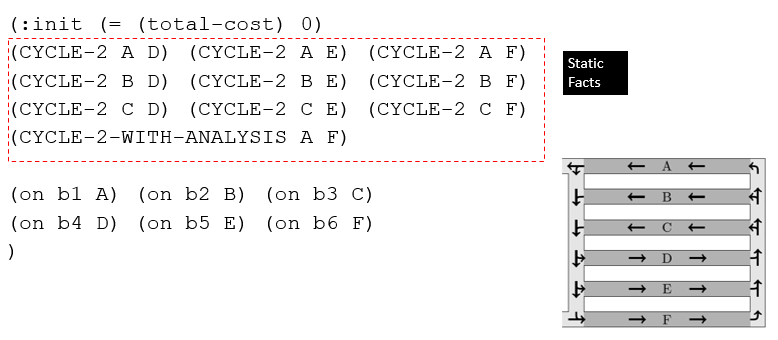 (:init (= (total-cost) 0)
(CYCLE-2 A D) (CYCLE-2 A E) (CYCLE-2 A F)
(CYCLE-2 B D) (CYCLE-2 B E) (CYCLE-2 B F)
(CYCLE-2 C D) (CYCLE-2 C E) (CYCLE-2 C F)
(CYCLE-2-WITH-ANALYSIS A F)
(on b1 A) (on b2 B) (on b3 C)
(on b4 D) (on b5 E) (on b6 F)
)
Static
Facts
A
B
C
D
E
F